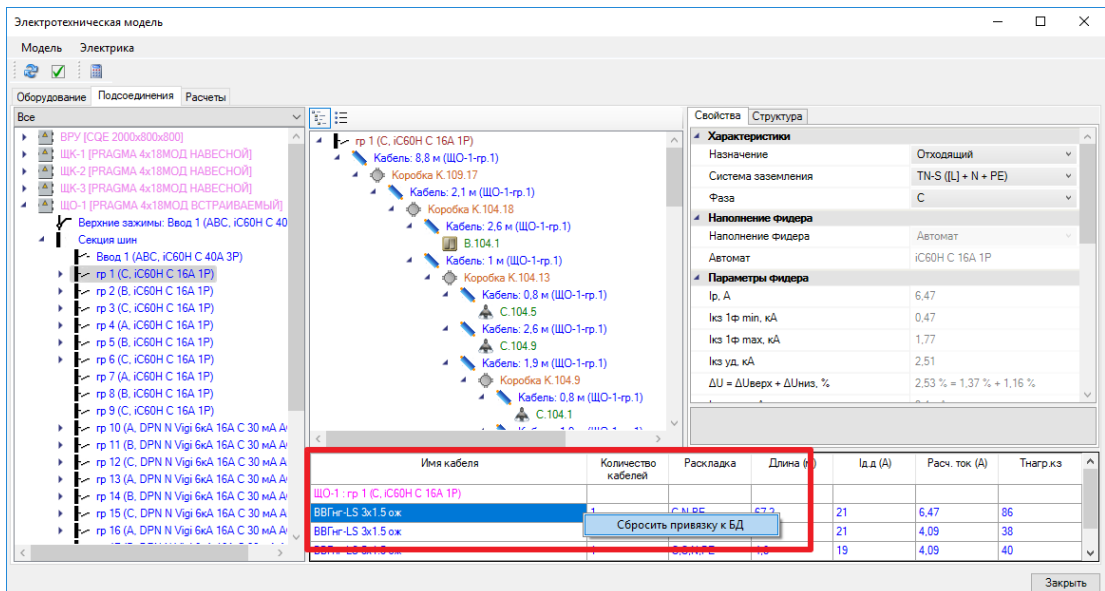 Электротехническая модель
Модель Электрика
Оборудование Подсоединения Расчеты
Все
ВРУ [CQE 2000x800x800]
ЩК-1 [PRAGMA 4x18МОД НАВЕСНОЙ]
ЩК-2 [PRAGMA 4x18МОД НАВЕСНОЙ]
ЩК-3 [PRAGMA 4x18МОД НАВЕСНОЙ]
ЩО-1 [PRAGMA 4x18МОД ВСТРАИВАЕМЫЙ]
Верхние зажимы: Ввод 1 (ABC, iC60H C 40
Секция шин
Ввод 1 (ABC, iC60H C 40A 3P)
гр 1 (C, iC60H C 16A 1P)
гр 2 (B, iC60H C 16A 1P)
гр 3 (C, iC60H C 16A 1P)
гр 4 (A, iC60H C 16A 1P)
гр 5 (B, iC60H C 16A 1P)
гр 6 (C, iC60H C 16A 1P)
гр 7 (A, iC60H C 16A 1P)
гр 8 (B, iC60H C 16A 1P)
гр 9 (C, iC60H C 16A 1P)
гр 10 (A, DPN N Vigi 6кА 16A C 30 мА A
гр 11 (B, DPN N Vigi 6кА 16A C 30 мА A
гр 12 (C, DPN N Vigi 6кА 16A C 30 мА A
гр 13 (A, DPN N Vigi 6кА 16A C 30 мА A
гр 14 (B, DPN N Vigi 6кА 16A C 30 мА A
гр 15 (C, DPN N Vigi 6кА 16A C 30 мА A
гр 16 (A, DPN N Vigi 6кА 16A C 30 мА A
гр 1 (C, iC60H C 16A 1P)
Кабель: 8,8 м (ЩО-1-гр.1)
Коробка К.109.17
Кабель: 2,1 м (ЩО-1-гр.1)
Коробка К.104.18
Кабель: 2,6 м (ЩО-1-гр.1)
В.104.1
Кабель: 1 м (ЩО-1-гр.1)
Коробка К.104.13
Кабель: 0,8 м (ЩО-1-гр.1)
С.104.5
Кабель: 2,6 м (ЩО-1-гр.1)
С.104.9
Кабель: 1,9 м (ЩО-1-гр.1)
Коробка К.104.9
Кабель: 0,8 м (ЩО-1-гр.1)
С.104.1
Свойства Структура
Характеристики
Назначение Отходящий
Система заземления TN-S ([L] + N + PE)
Фаза C
Наполнение фидера
Наполнение фидера Автомат
Автомат iC60H C 16A 1P
Параметры фидера
Iр, А 6,47
Iкз 1ф min, кА 0,47
Iкз 1ф max, кА 1,77
Iкз уд, кА 2,51
ΔU = ΔUверх + ΔUниз, % 2,53 % = 1,37 % + 1,16 %
Имя кабеля Количество кабелей Раскладка Длина (м) Iд.д (А) Расч. ток (А) Tнагр.кз
ЩО-1 : гр 1 (C, iC60H C 16A 1P)
ВВГнг-LS 3x1.5 ож 1 C,N,PE 67,2 21 6,47 86
Сбросить привязку к БД
ВВГнг-LS 3x1.5 ож 21 4,09 38
19 4,09 40
Закрыть